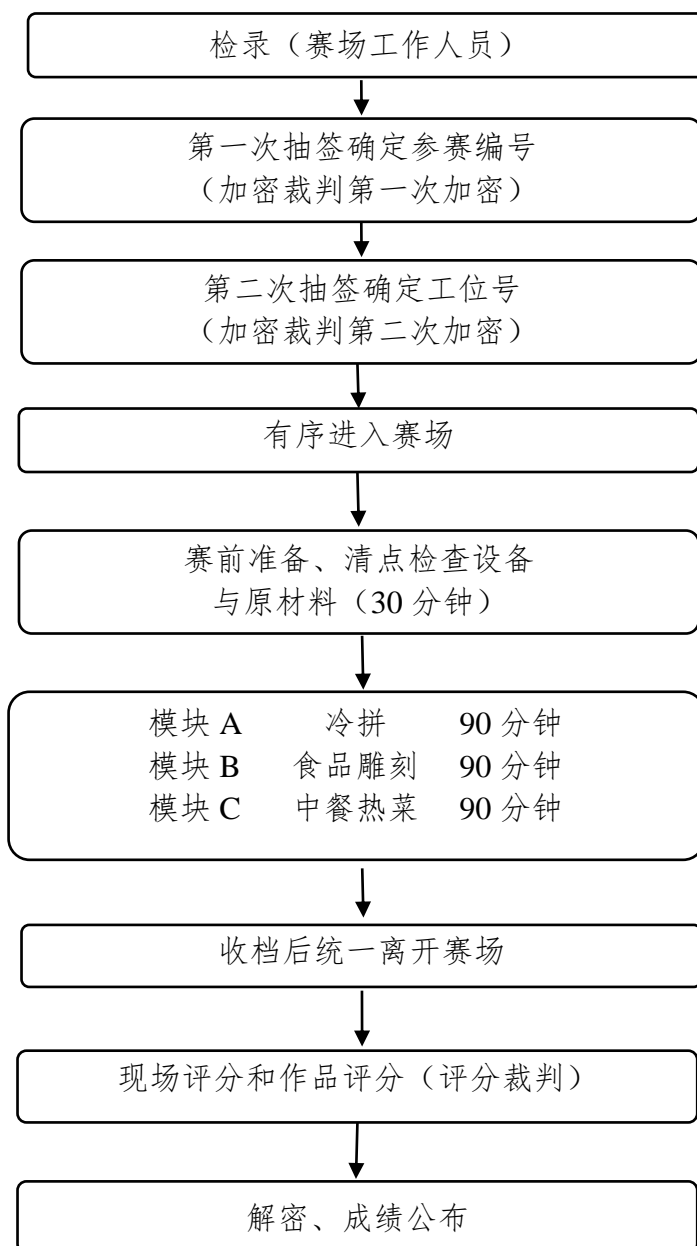 检录（赛场工作人员）
第一次抽签确定参赛编号
（加密裁判第一次加密）
第二次抽签确定工位号
（加密裁判第二次加密）
有序进入赛场
赛前准备、清点检查设备
与原材料（30 分钟）
模块 A 冷拼 90 分钟
模块 B 食品雕刻 90 分钟
模块 C 中餐热菜 90 分钟
收档后统一离开赛场
现场评分和作品评分（评分裁判）
解密、成绩公布